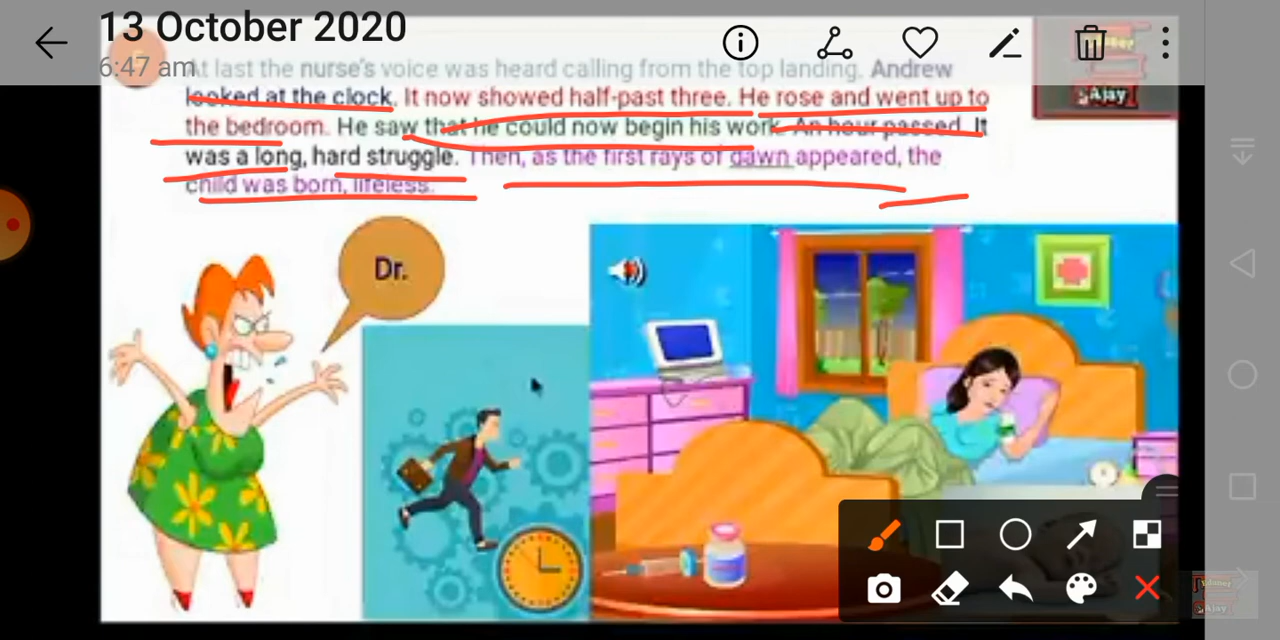 13 October 2020
6:47 am
At last the nurse's voice was heard calling from the top landing. Andrew
looked at the clock. It now showed half-past three. He rose and went up to
the bedroom. He saw that he could now begin his work. An hour passed. It
was a long, hard struggle. Then, as the first rays of dawn appeared, the
child was born, lifeless.
Ajay
Dr.
Ajay